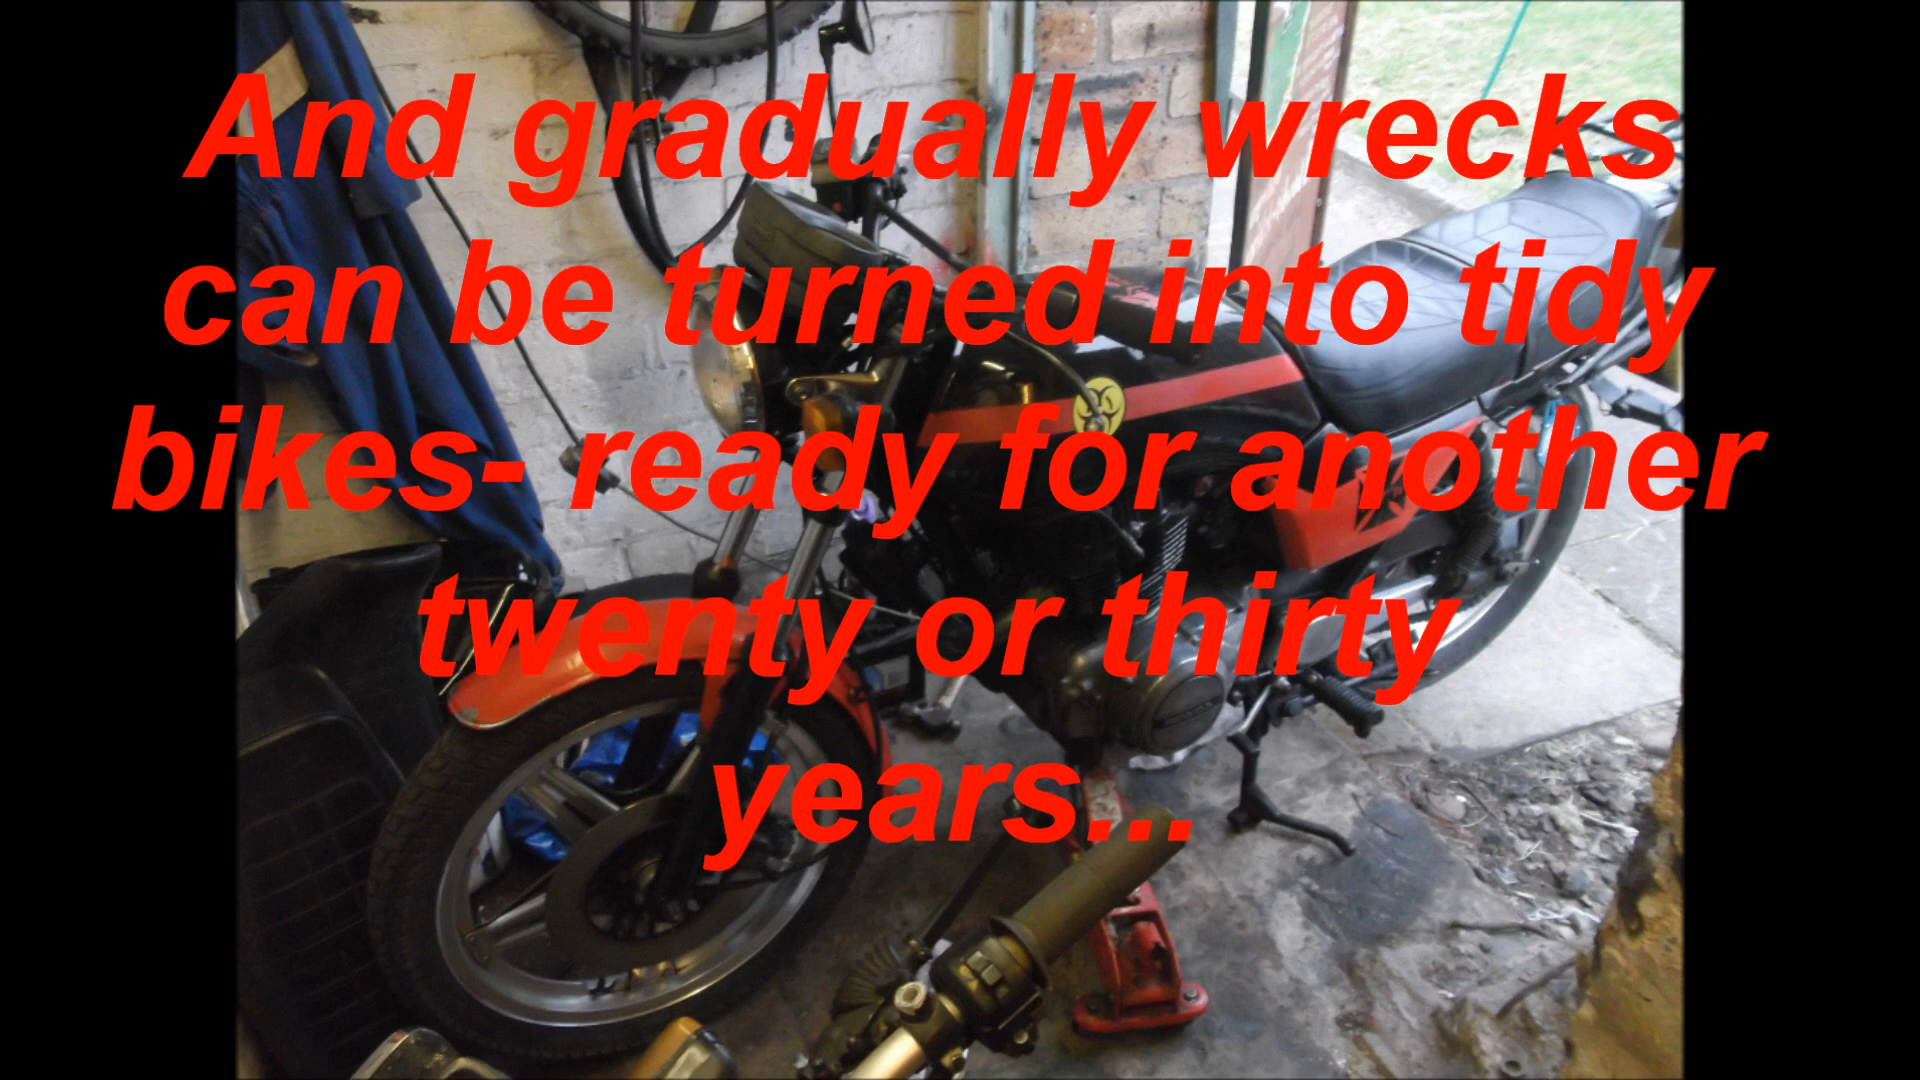 And gradually wrecks
can be turned into tidy
bikes- ready for another
twenty or thirty
years...